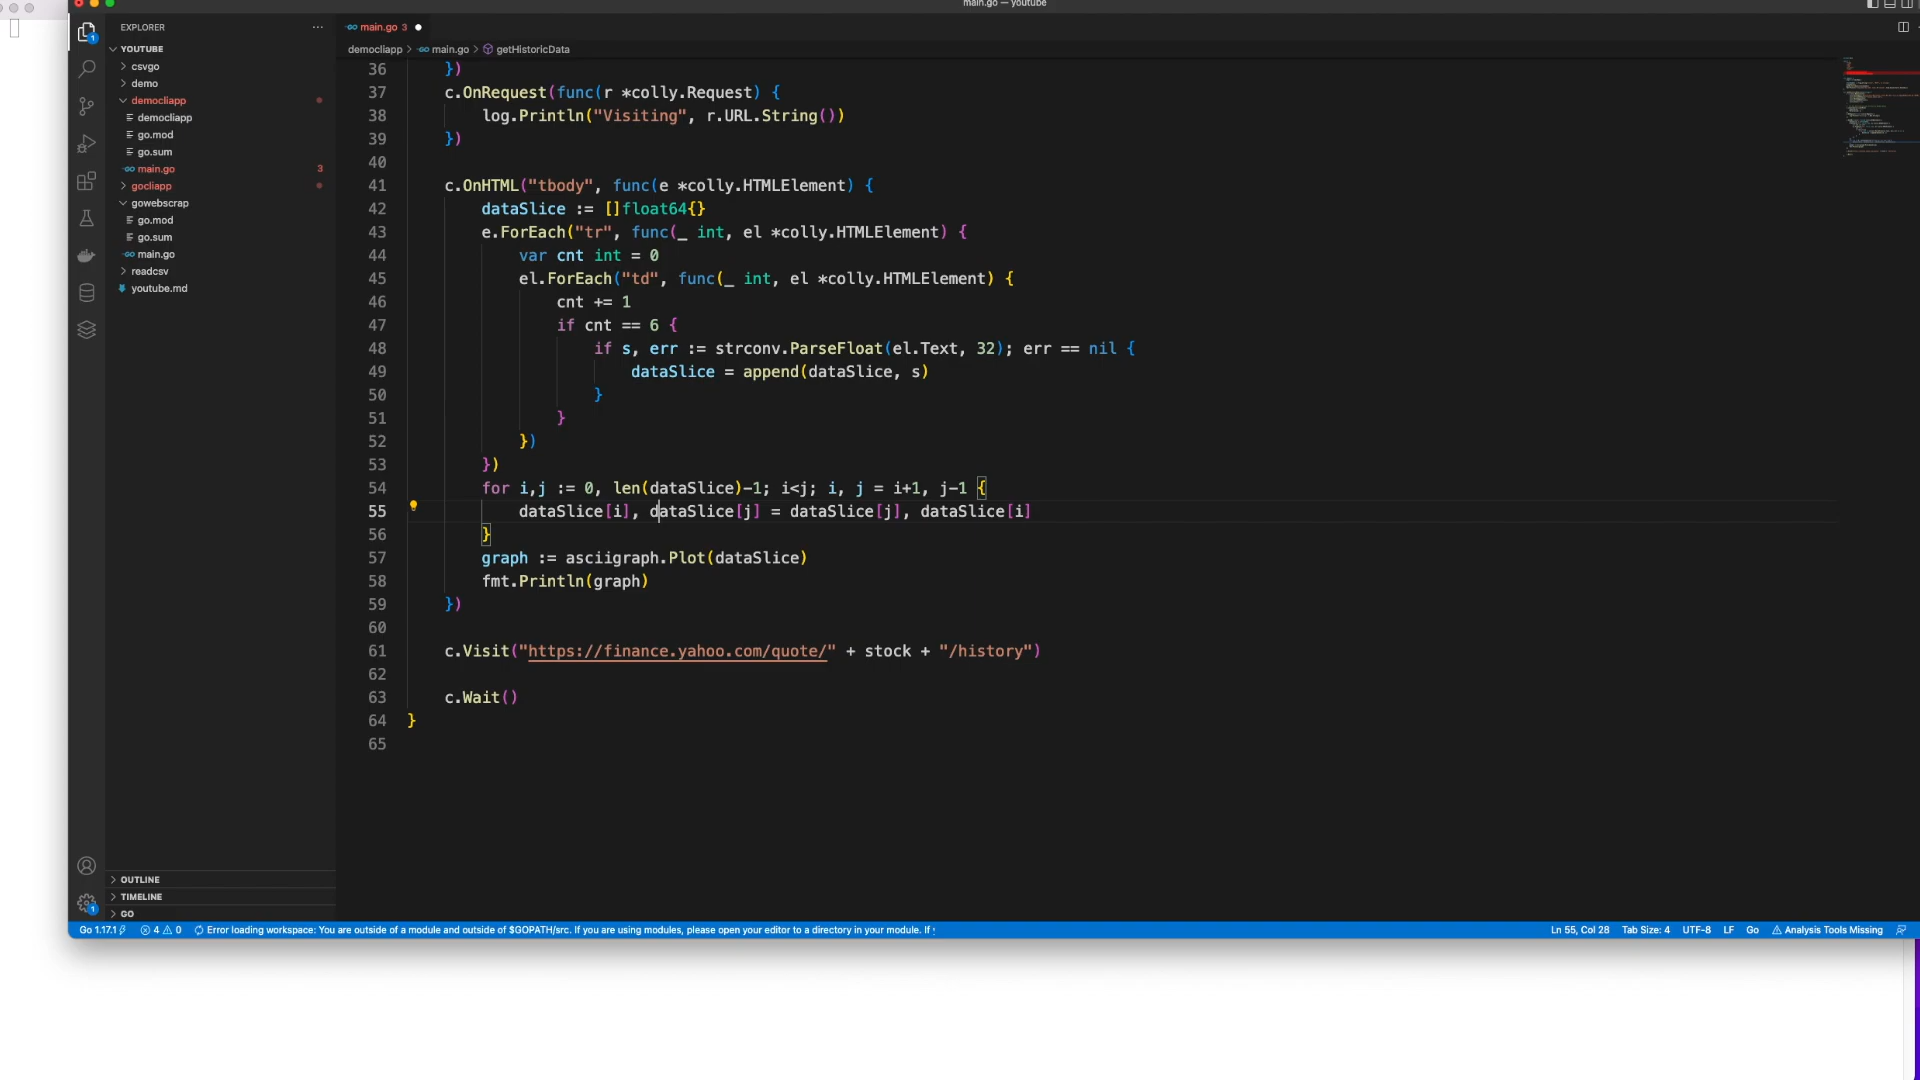 main.go — youtube
EXPLORER
main.go 3
YOUTUBE
democliapp > main.go > getHistoricData
csvgo
demo
democliapp
democliapp
go.mod
go.sum
main.go 3
gocliapp
gowebscrap
go.mod
go.sum
main.go
readcsv
youtube.md
36 })
37 c.OnRequest(func(r *colly.Request) {
38 log.Println("Visiting", r.URL.String())
39 })
40
41 c.OnHTML("tbody", func(e *colly.HTMLElement) {
42 dataSlice := []float64{}
43 e.ForEach("tr", func(_ int, el *colly.HTMLElement) {
44 var cnt int = 0
45 el.ForEach("td", func(_ int, el *colly.HTMLElement) {
46 cnt += 1
47 if cnt == 6 {
48 if s, err := strconv.ParseFloat(el.Text, 32); err == nil {
49 dataSlice = append(dataSlice, s)
50 }
51 }
52 })
53 })
54 for i,j := 0, len(dataSlice)-1; i<j; i, j = i+1, j-1 {
55 dataSlice[i], dataSlice[j] = dataSlice[j], dataSlice[i]
56 }
57 graph := asciigraph.Plot(dataSlice)
58 fmt.Println(graph)
59 })
60
61 c.Visit("https://finance.yahoo.com/quote/" + stock + "/history")
62
63 c.Wait()
64 }
65
1
OUTLINE
TIMELINE
1
GO
Go 1.17.1 4 0 Error loading workspace: You are outside of a module and outside of $GOPATH/src. If you are using modules, please open your editor to a directory in your module. If
Ln 55, Col 28 Tab Size: 4 UTF-8 LF Go Analysis Tools Missing